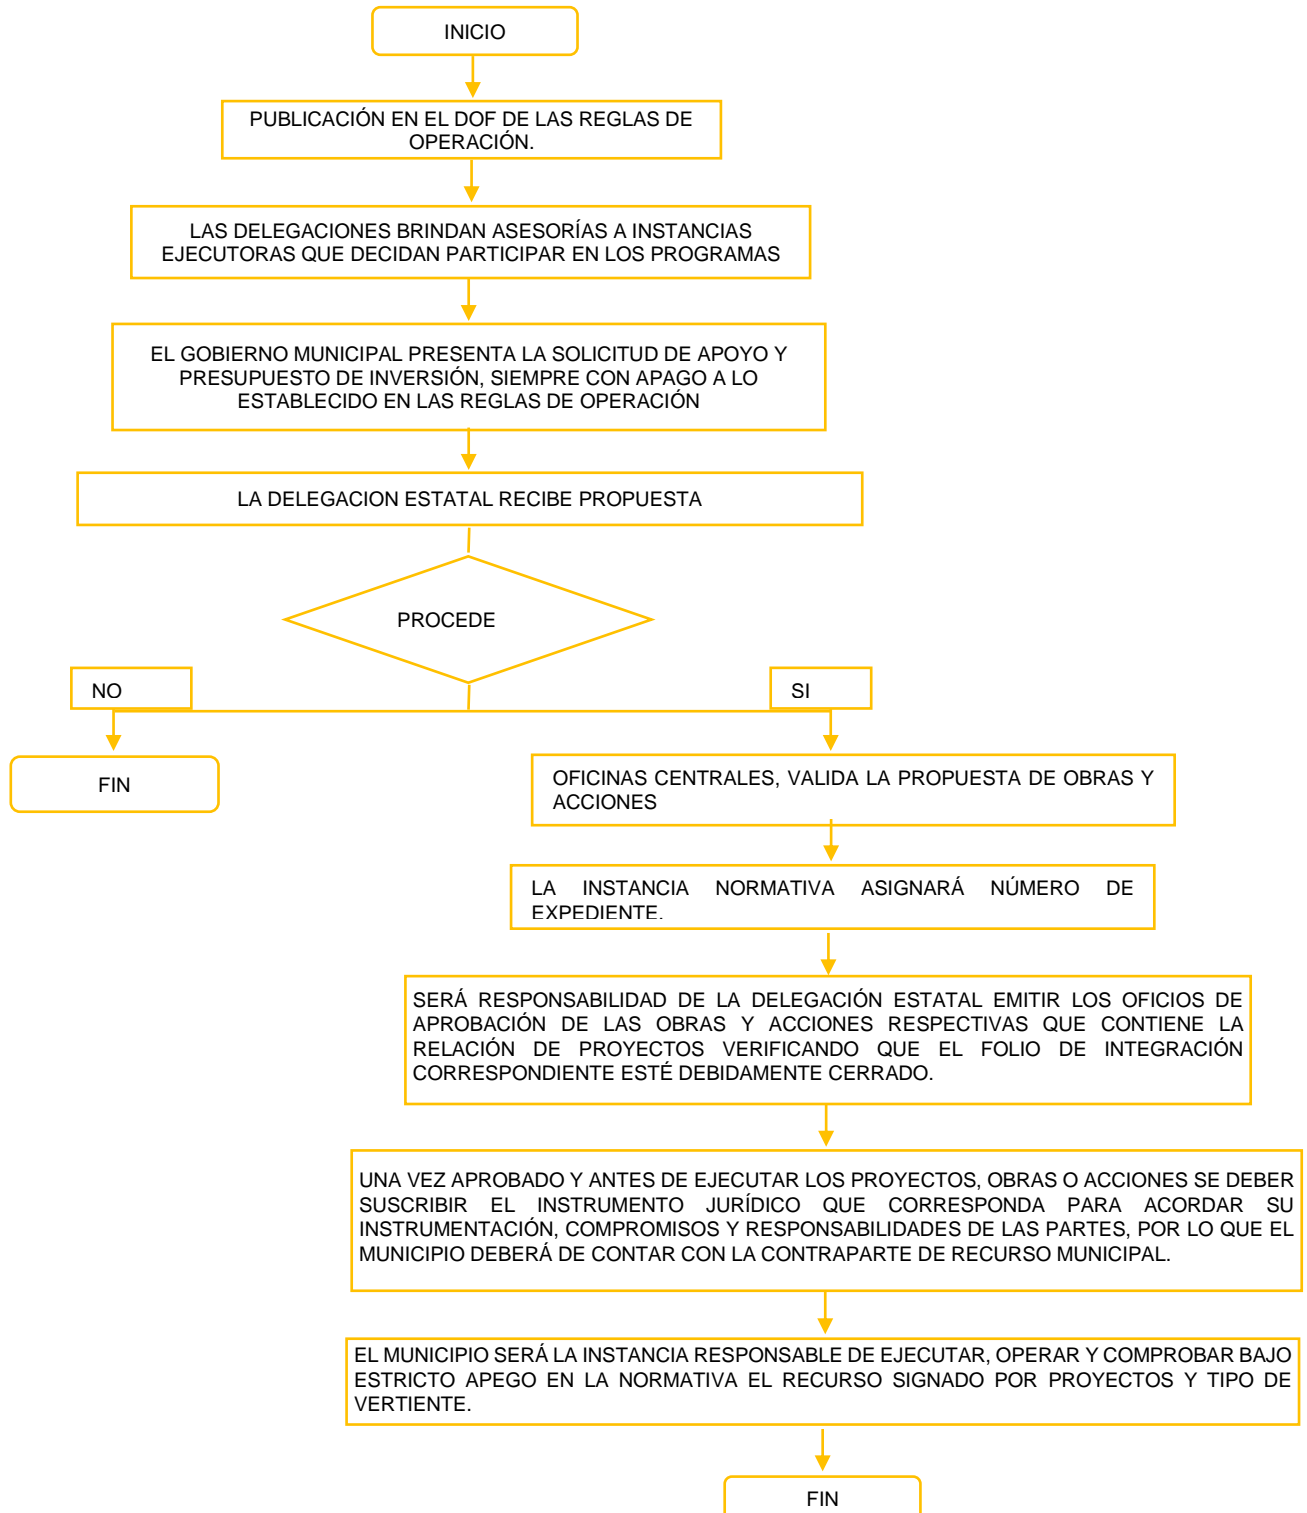 INICIO
PUBLICACIÓN EN EL DOF DE LAS REGLAS DE
OPERACIÓN.
LAS DELEGACIONES BRINDAN ASESORÍAS A INSTANCIAS
EJECUTORAS QUE DECIDAN PARTICIPAR EN LOS PROGRAMAS
EL GOBIERNO MUNICIPAL PRESENTA LA SOLICITUD DE APOYO Y
PRESUPUESTO DE INVERSIÓN, SIEMPRE CON APAGO A LO
ESTABLECIDO EN LAS REGLAS DE OPERACIÓN
LA DELEGACION ESTATAL RECIBE PROPUESTA
PROCEDE
NO
SI
FIN
OFICINAS CENTRALES, VALIDA LA PROPUESTA DE OBRAS Y
ACCIONES
LA INSTANCIA NORMATIVA ASIGNARÁ NÚMERO DE
EXPEDIENTE.
SERÁ RESPONSABILIDAD DE LA DELEGACIÓN ESTATAL EMITIR LOS OFICIOS DE
APROBACIÓN DE LAS OBRAS Y ACCIONES RESPECTIVAS QUE CONTIENE LA
RELACIÓN DE PROYECTOS VERIFICANDO QUE EL FOLIO DE INTEGRACIÓN
CORRESPONDIENTE ESTÉ DEBIDAMENTE CERRADO.
UNA VEZ APROBADO Y ANTES DE EJECUTAR LOS PROYECTOS, OBRAS O ACCIONES SE DEBER
SUSCRIBIR EL INSTRUMENTO JURÍDICO QUE CORRESPONDA PARA ACORDAR SU
INSTRUMENTACIÓN, COMPROMISOS Y RESPONSABILIDADES DE LAS PARTES, POR LO QUE EL
MUNICIPIO DEBERÁ DE CONTAR CON LA CONTRAPARTE DE RECURSO MUNICIPAL.
EL MUNICIPIO SERÁ LA INSTANCIA RESPONSABLE DE EJECUTAR, OPERAR Y COMPROBAR BAJO
ESTRICTO APEGO EN LA NORMATIVA EL RECURSO SIGNADO POR PROYECTOS Y TIPO DE
VERTIENTE.
FIN